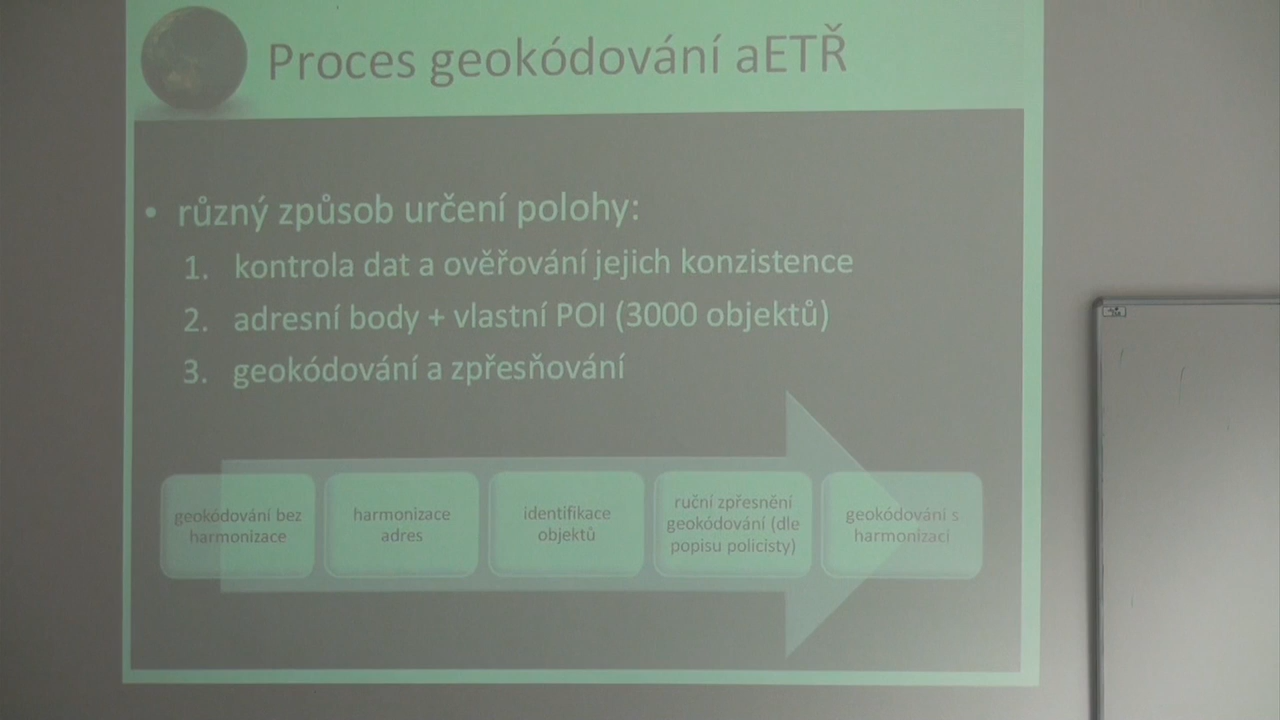 Proces geokódování aETŘ
• různý způsob určení polohy:
1. kontrola dat a ověřování jejich konzistence
2. adresní body + vlastní POI (3000 objektů)
3. geokódování a zpřesňování
geokódování bez
harmonizace
harmonizace
adres
identifikace
objektů
ruční zpřesnění
geokódování (dle
popisu policisty)
geokódování s
harmonizací